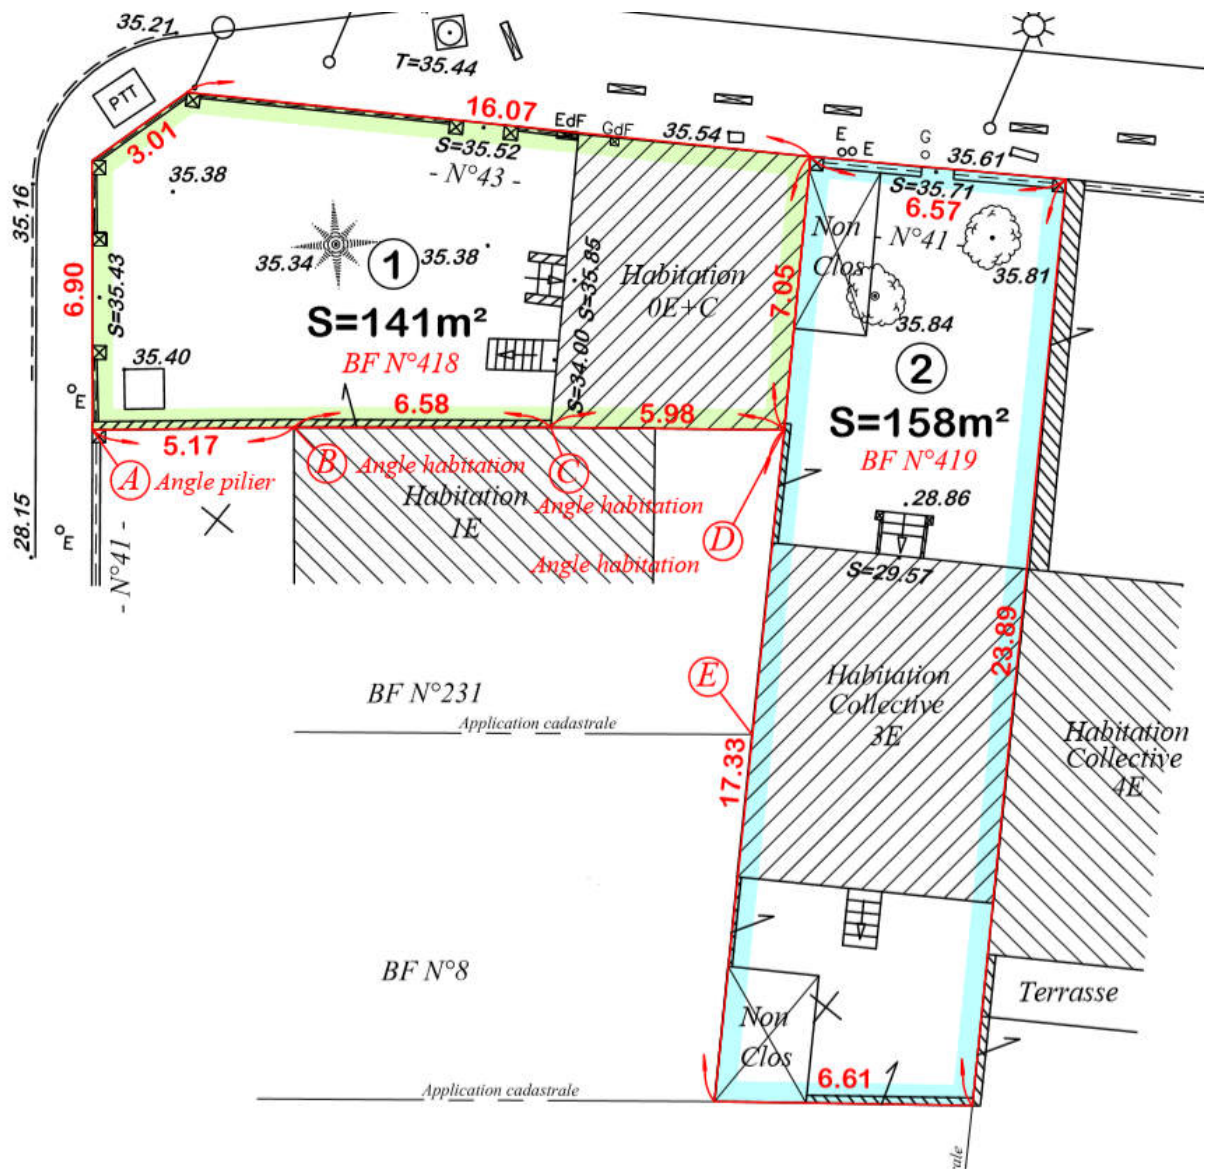 35.21
T=35.44
PTT
16.07
3.01
EdF
GdF
35.54
E
E
G
35.61
S=35.52
- N°43 -
35.38
S=35.71
6.57
Non
Clos
- N°41 -
35.16
6.90
S=35.43
35.34
1
35.38
S=35.85
Habitation
0E+C
7.05
35.81
35.84
S=141m²
BF N°418
35.40
S=34.00
2
S=158m²
BF N°419
E
6.58
5.98
5.17
A
Angle pilier
B
Angle habitation
C
Angle habitation
Habitation
1E
28.86
28.15
E
D
Angle habitation
- N°41 -
S=29.57
23.89
E
BF N°231
Application cadastrale
Habitation
Collective
3E
Habitation
Collective
4E
17.33
BF N°8
Terrasse
Non
Clos
6.61
Application cadastrale